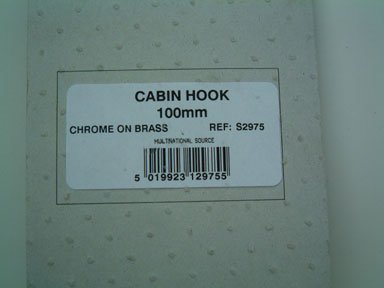 CABIN HOOK
100mm
CHROME ON BRASS REF: S2975
MULTINATIONAL SOURCE
5 019923 129755